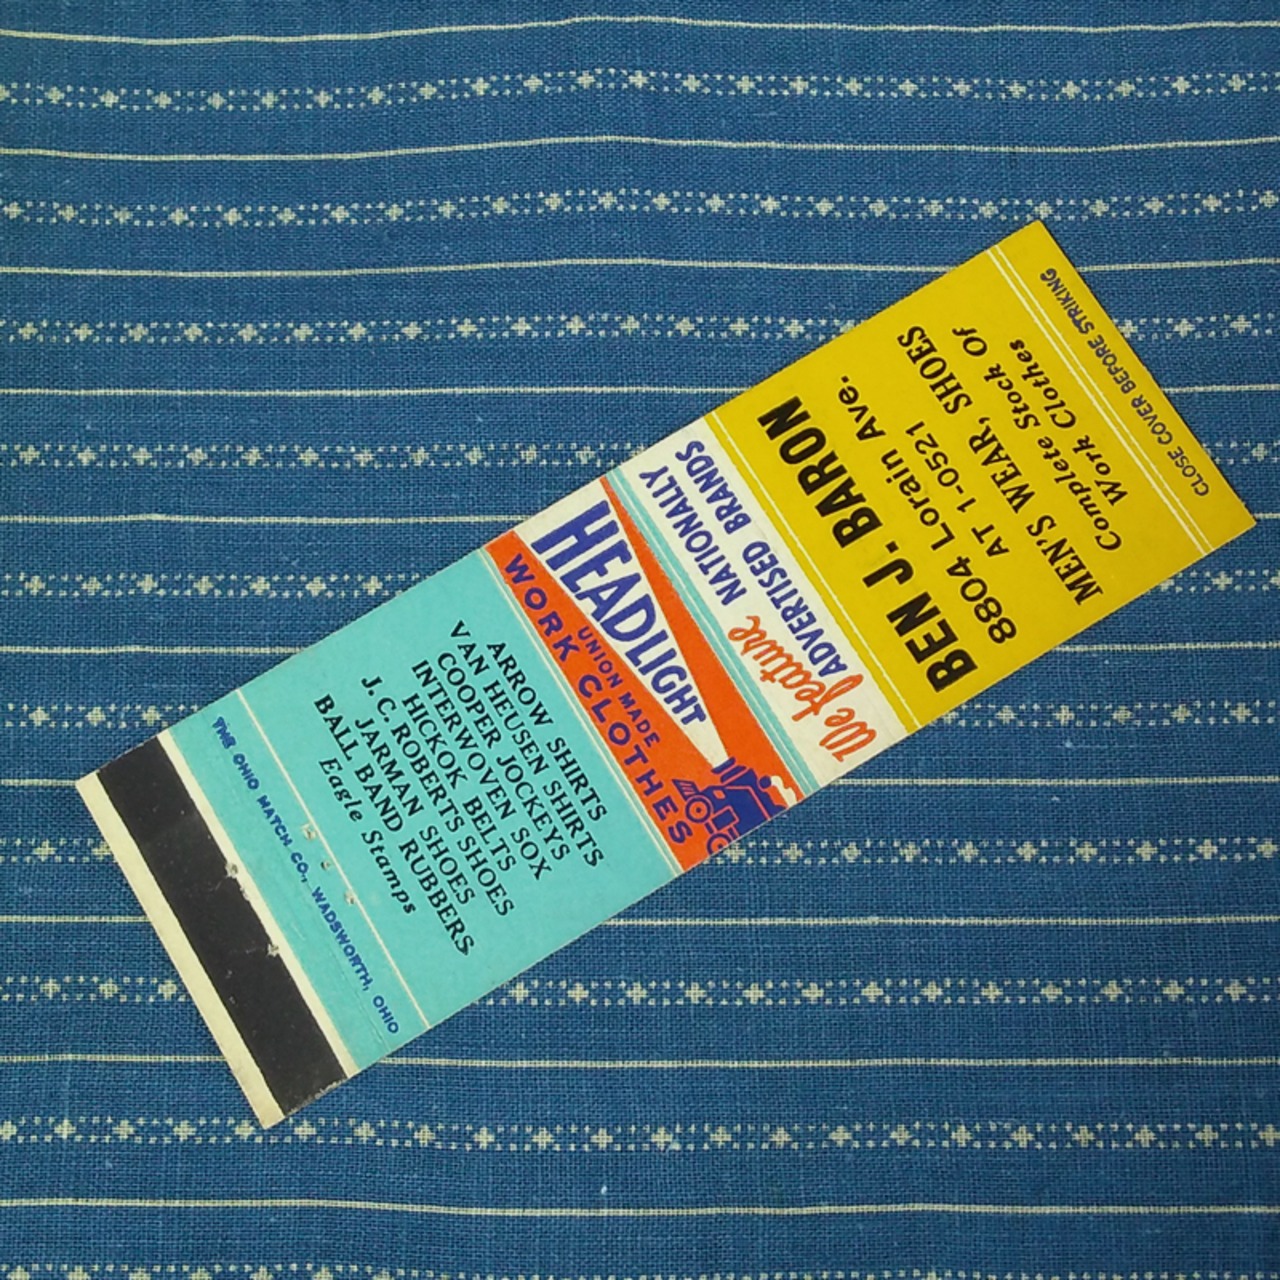 CLOSE COVER BEFORE STRIKING
BEN J. BARON
8804 Lorain Ave.
AT 1-0521
MEN'S WEAR, SHOES
Complete Stock Of
Work Clothes
We feature NATIONALLY
ADVERTISED BRANDS
HEADLIGHT
UNION MADE
WORK CLOTHES
ARROW SHIRTS
VAN HEUSEN SHIRTS
COOPER JOCKEYS
INTERWOVEN SOX
HICKOK BELTS
J. C. ROBERTS SHOES
JARMAN SHOES
BALL BAND RUBBERS
Eagle Stamps
THE OHIO MATCH CO., WADSWORTH, OHIO